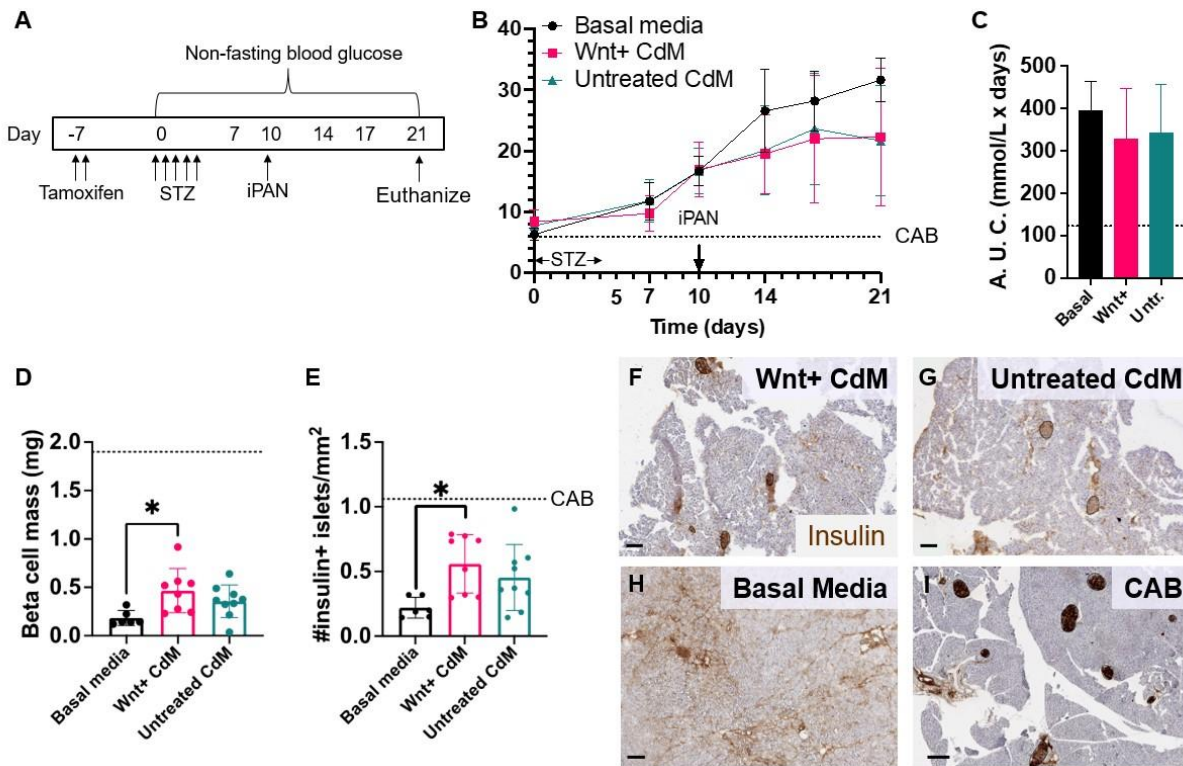 A
Non-fasting blood glucose
Day -7 0 7 10 14 17 21
Tamoxifen STZ iPAN Euthanize
B
Basal media
Wnt+ CdM
Untreated CdM
40
30
20
10
0
iPAN
CAB
STZ
0 5 7 10 14 21
Time (days)
C
A. U. C. (mmol/L x days)
500
400
300
200
100
0
Basal
Wnt+
Untr.
D
Beta cell mass (mg)
2.0
1.5
1.0
0.5
0.0
*
Basal media
Wnt+ CdM
Untreated CdM
E
#insulin+ islets/mm²
1.5
1.0
0.5
0.0
*
CAB
Basal media
Wnt+ CdM
Untreated CdM
F Wnt+ CdM
Insulin
G Untreated CdM
H Basal Media
I CAB